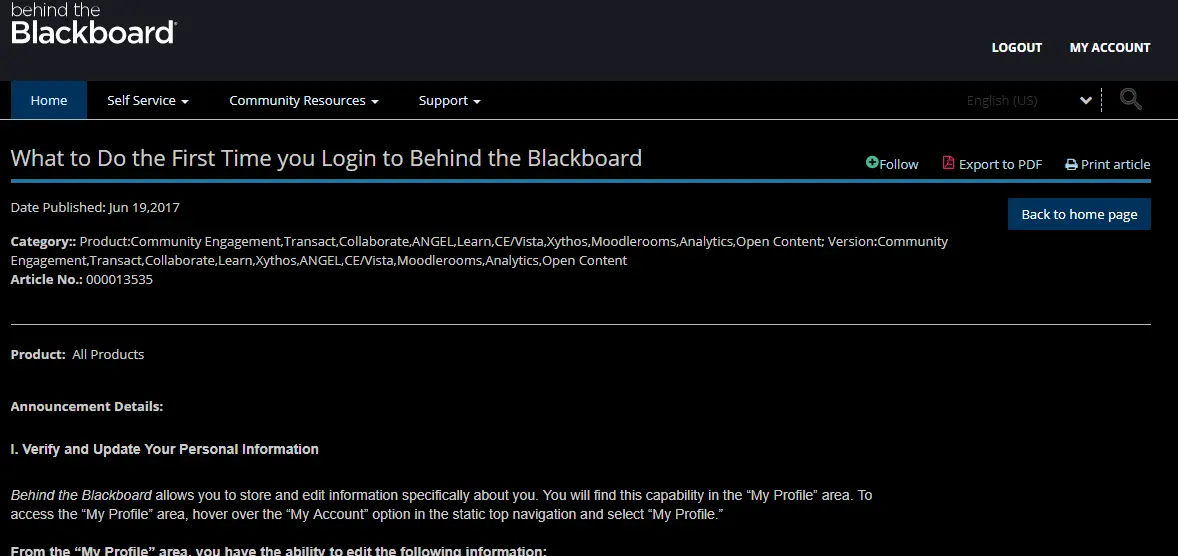 behind the
Blackboard
LOGOUT MY ACCOUNT
Home Self Service Community Resources Support English (US)
What to Do the First Time you Login to Behind the Blackboard
Follow Export to PDF Print article
Date Published: Jun 19,2017
Back to home page
Category:: Product:Community Engagement,Transact,Collaborate,ANGEL,Learn,CE/Vista,Xythos,Moodlerooms,Analytics,Open Content; Version:Community
Engagement,Transact,Collaborate,Learn,Xythos,ANGEL,CE/Vista,Moodlerooms,Analytics,Open Content
Article No.: 000013535
Product: All Products
Announcement Details:
I. Verify and Update Your Personal Information
Behind the Blackboard allows you to store and edit information specifically about you. You will find this capability in the “My Profile” area. To
access the “My Profile” area, hover over the “My Account” option in the static top navigation and select “My Profile.”
From the “My Profile” area, you have the ability to edit the following information: